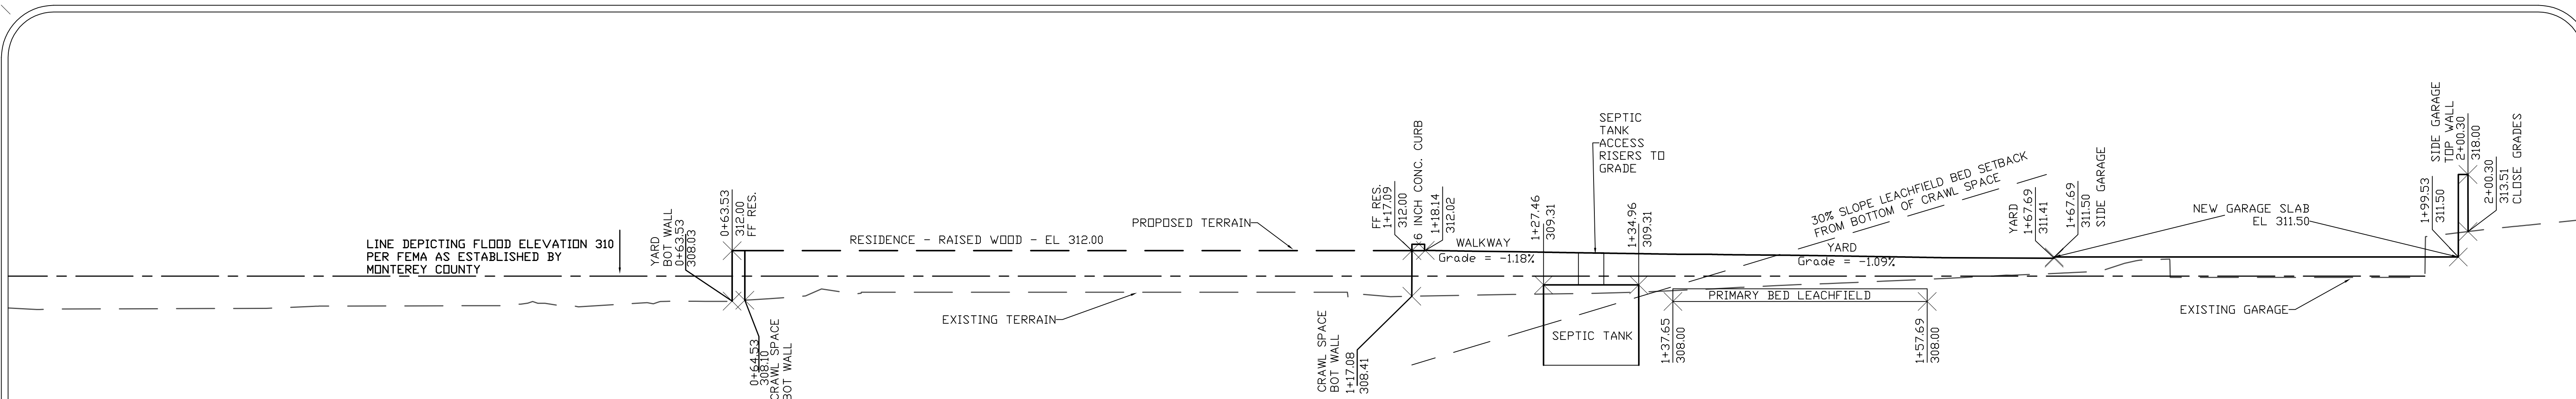 LINE DEPICTING FLOOD ELEVATION 310
PER FEMA AS ESTABLISHED BY
MONTEREY COUNTY
YARD
BOT WALL
0+63.53
308.03
0+63.53
312.00
FF RES.
0+64.53
308.10
CRAWL SPACE
BOT WALL
RESIDENCE - RAISED WOOD - EL 312.00
PROPOSED TERRAIN
EXISTING TERRAIN
FF RES.
1+17.09
312.00
6 INCH CONC. CURB
1+18.14
312.02
CRAWL SPACE
BOT WALL
1+17.08
308.41
WALKWAY
Grade = -1.18%
1+27.46
309.31
SEPTIC
TANK
ACCESS
RISERS TO
GRADE
1+34.96
309.31
SEPTIC TANK
1+37.65
308.00
PRIMARY BED LEACHFIELD
1+57.69
308.00
30% SLOPE LEACHFIELD BED SETBACK
FROM BOTTOM OF CRAWL SPACE
YARD
Grade = -1.09%
YARD
1+67.69
311.41
1+67.69
311.50
SIDE GARAGE
NEW GARAGE SLAB
EL 311.50
EXISTING GARAGE
1+99.53
311.50
SIDE GARAGE
TOP WALL
2+00.30
318.00
2+00.30
313.51
CLOSE GRADES